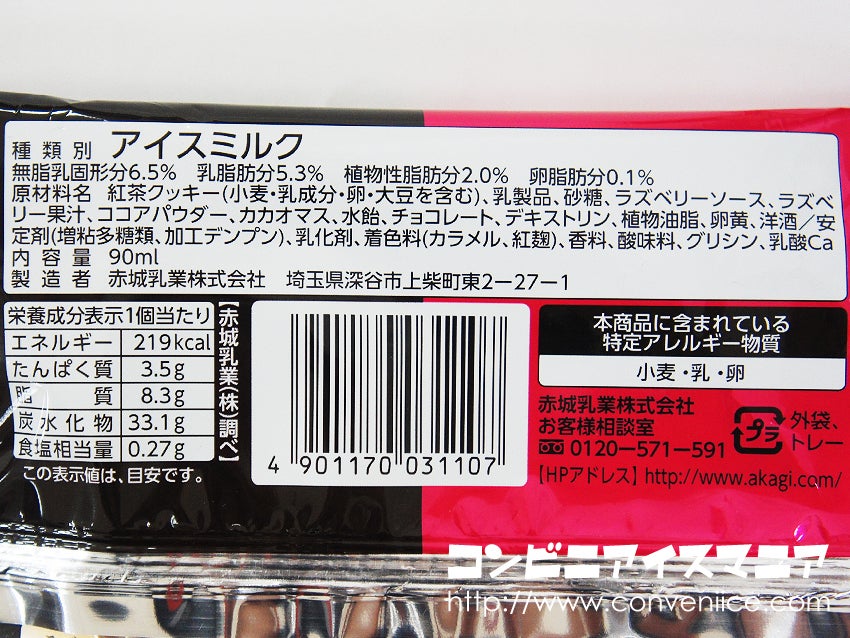 種類別 アイスミルク
無脂乳固形分6.5% 乳脂肪分5.3% 植物性脂肪分2.0% 卵脂肪分0.1%
原材料名 紅茶クッキー(小麦・乳成分・卵・大豆を含む)、乳製品、砂糖、ラズベリーソース、ラズベ
リー果汁、ココアパウダー、カカオマス、水飴、チョコレート、デキストリン、植物油脂、卵黄、洋酒/安
定剤(増粘多糖類、加工デンプン)、乳化剤、着色料(カラメル、紅麹)、香料、酸味料、グリシン、乳酸Ca
内容量 90ml
製造者 赤城乳業株式会社 埼玉県深谷市上柴町東2-27-1
栄養成分表示1個当たり
エネルギー 219kcal
たんぱく質 3.5g
脂質 8.3g
炭水化物 33.1g
食塩相当量 0.27g
この表示値は、目安です。
【赤城乳業(株)調べ】
4 901170 031107
本商品に含まれている
特定アレルギー物質
小麦・乳・卵
赤城乳業株式会社
お客様相談室
0120-571-591
【HPアドレス】http://www.akagi.com/
プラ
外袋、
トレー
コンビニアイスマニア
http://www.conveniice.com/